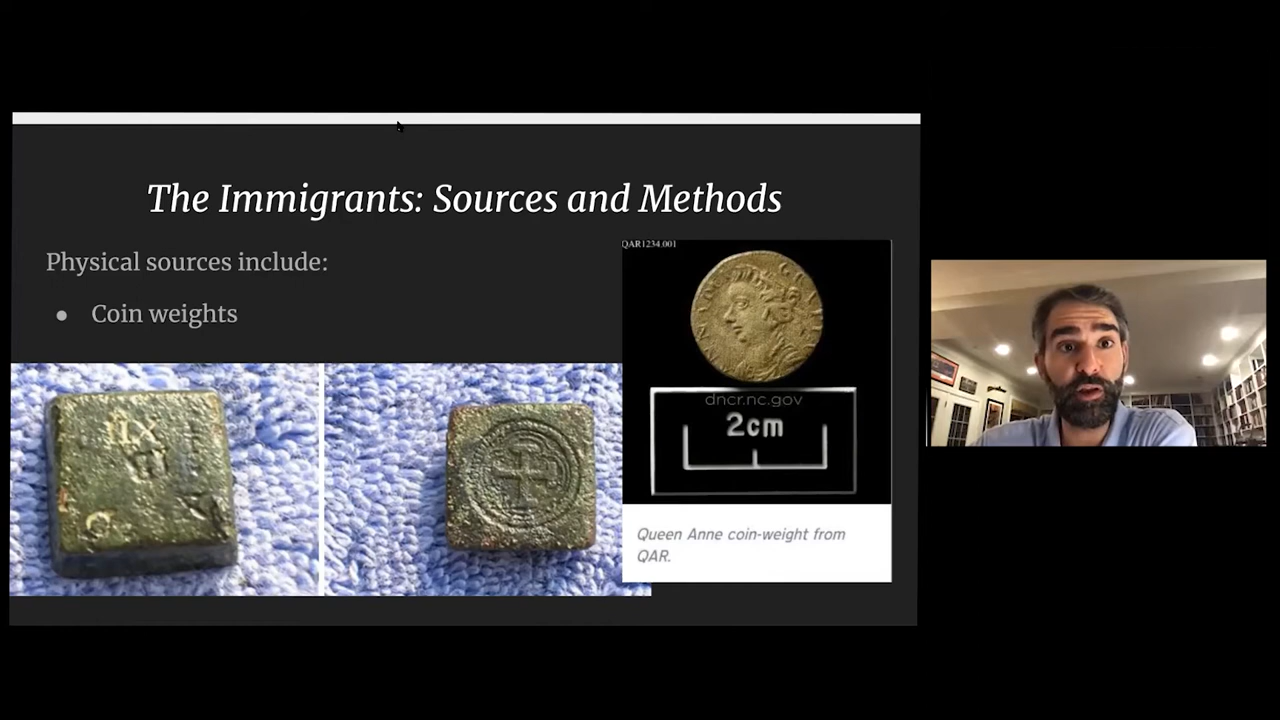 The Immigrants: Sources and Methods
Physical sources include:
● Coin weights
QAR1234.001
dncr.nc.gov
2cm
Queen Anne coin-weight from
QAR.